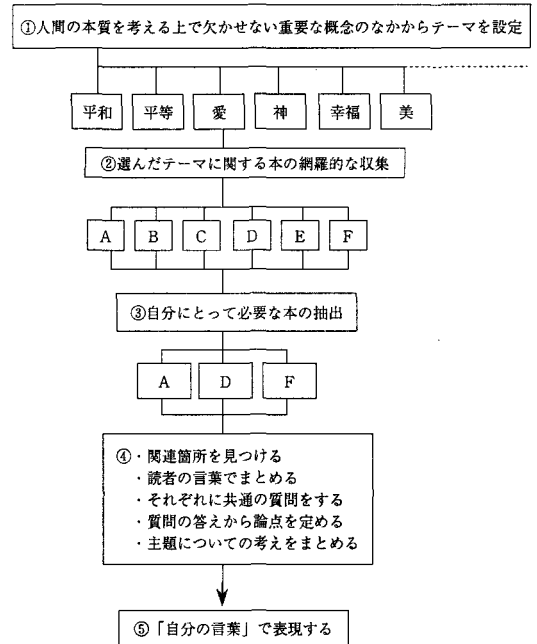 ①人間の本質を考える上で欠かせない重要な概念のなかからテーマを設定
平和 平等 愛 神 幸福 美
②選んだテーマに関する本の網羅的な収集
A B C D E F
③自分にとって必要な本の抽出
A D F
④・関連箇所を見つける
・読者の言葉でまとめる
・それぞれに共通の質問をする
・質問の答えから論点を定める
・主題についての考えをまとめる
⑤「自分の言葉」で表現する